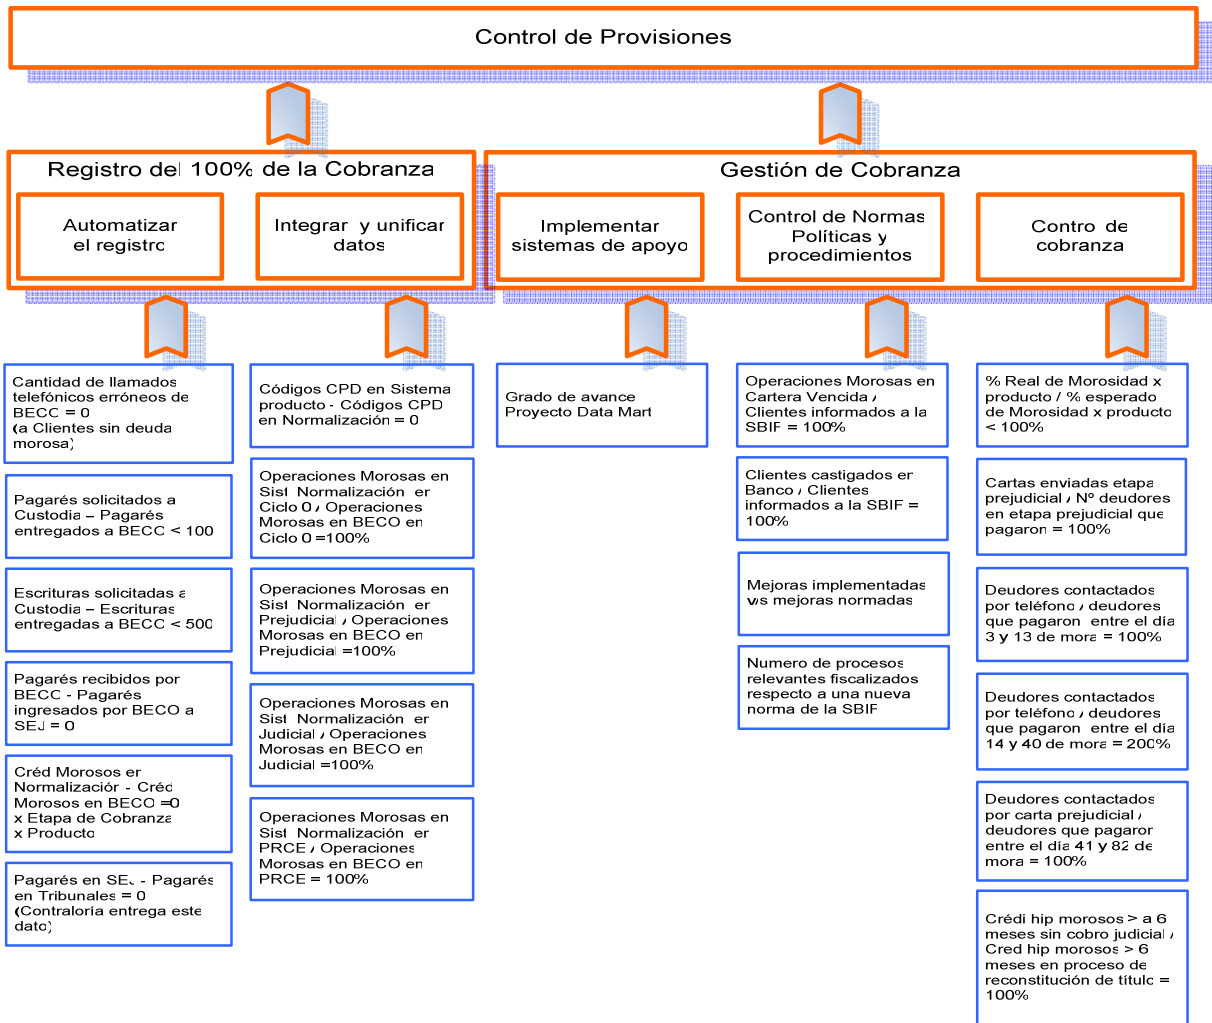 Control de Provisiones
Registro del 100% de la Cobranza
Automatizar
el registro
Integrar y unificar
datos
Gestión de Cobranza
Implementar
sistemas de apoyo
Control de Normas
Políticas y
procedimientos
Contro de
cobranza
Cantidad de llamados
telefónicos erróneos de
BECO = 0
(a Clientes sin deuda
morosa)
Pagarés solicitados a
Custodia – Pagarés
entregados a BECO < 100
Escrituras solicitadas a
Custodia – Escrituras
entregadas a BECO < 500
Pagarés recibidos por
BECO - Pagarés
ingresados por BECO a
SEJ = 0
Créd Morosos en
Normalización - Créd
Morosos en BECO =0
x Etapa de Cobranza
x Producto
Pagarés en SEJ - Pagarés
en Tribunales = 0
(Contraloría entrega este
dato)
Códigos CPD en Sistema
producto - Códigos CPD
en Normalización = 0
Operaciones Morosas en
Sist Normalización en
Ciclo 0 / Operaciones
Morosas en BECO en
Ciclo 0 =100%
Operaciones Morosas en
Sist Normalización en
Prejudicial / Operaciones
Morosas en BECO en
Prejudicial =100%
Operaciones Morosas en
Sist Normalización en
Judicial / Operaciones
Morosas en BECO en
Judicial =100%
Operaciones Morosas en
Sist Normalización en
PRCE / Operaciones
Morosas en BECO en
PRCE = 100%
Grado de avance
Proyecto Data Mart
Operaciones Morosas en
Cartera Vencida /
Clientes informados a la
SBIF = 100%
Clientes castigados en
Banco / Clientes
informados a la SBIF =
100%
Mejoras implementadas
v/s mejoras normadas
Numero de procesos
relevantes fiscalizados
respecto a una nueva
norma de la SBIF
% Real de Morosidad x
producto / % esperado
de Morosidad x producto
< 100%
Cartas enviadas etapa
prejudicial / Nº deudores
en etapa prejudicial que
pagaron = 100%
Deudores contactados
por teléfono / deudores
que pagaron entre el día
3 y 13 de mora = 100%
Deudores contactados
por teléfono / deudores
que pagaron entre el día
14 y 40 de mora = 200%
Deudores contactados
por carta prejudicial /
deudores que pagaron
entre el día 41 y 82 de
mora = 100%
Crédi hip morosos > a 6
meses sin cobro judicial /
Cred hip morosos > 6
meses en proceso de
reconstitución de título =
100%